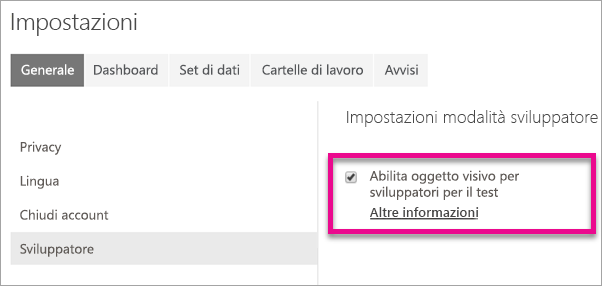 Impostazioni
Generale Dashboard Set di dati Cartelle di lavoro Avvisi
Privacy
Lingua
Chiudi account
Sviluppatore
Impostazioni modalità sviluppatore
Abilita oggetto visivo per
sviluppatori per il test
Altre informazioni